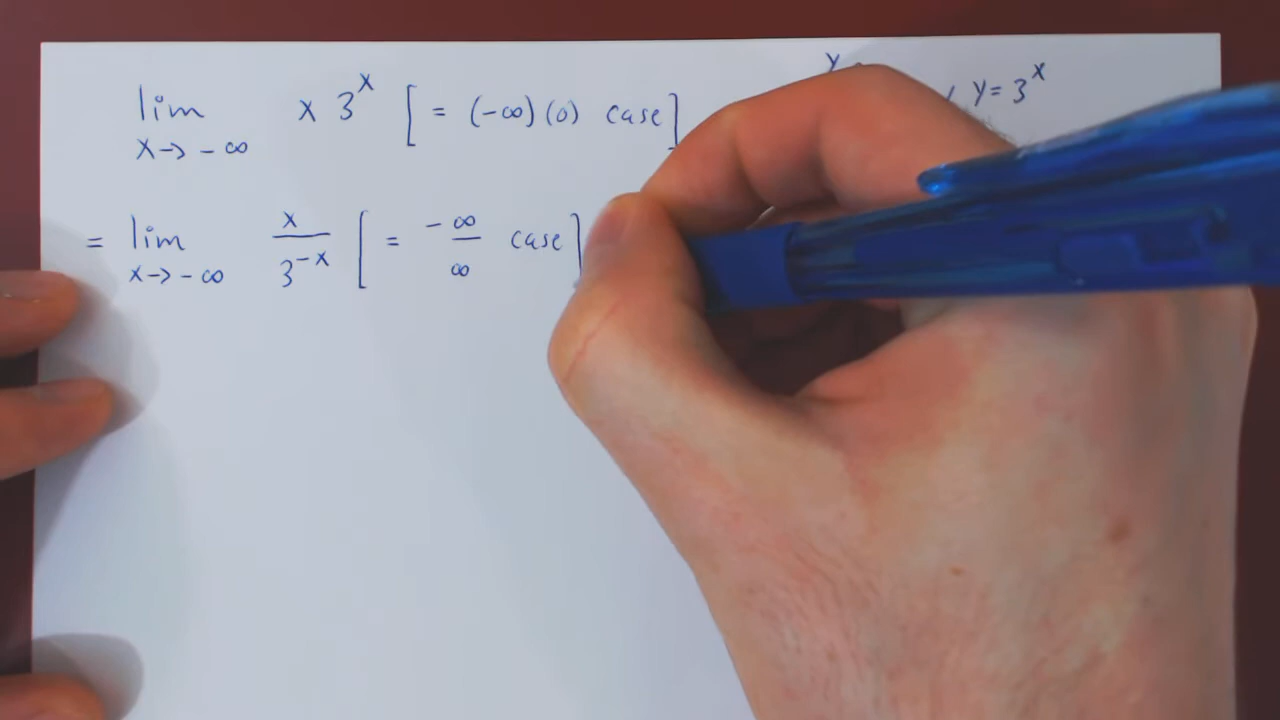 lim x 3^x [= (-∞)(0) case]
x→ -∞
y = 3^x
= lim x/3^-x [= -∞/∞ case]
x→ -∞